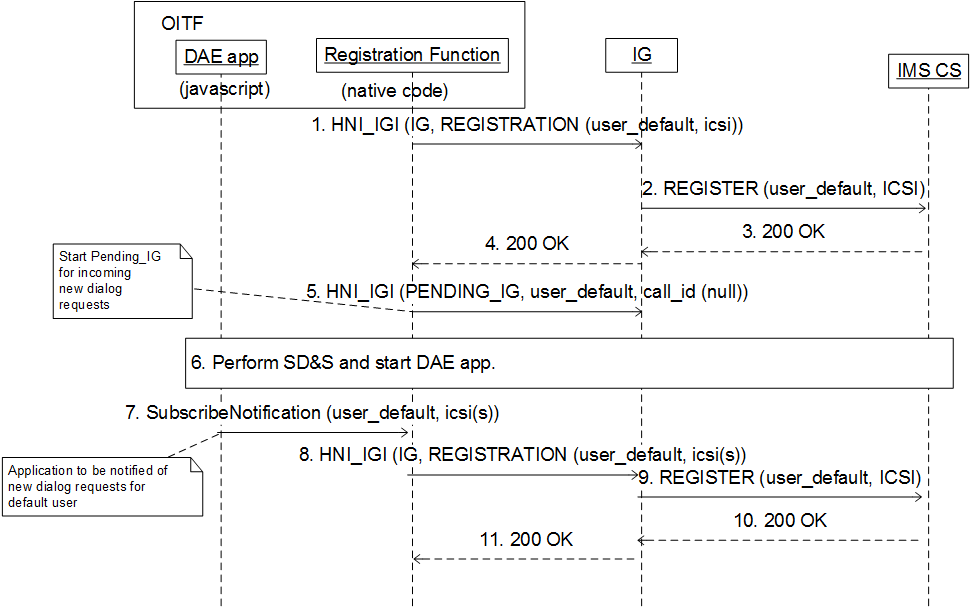 OITF
DAE app
(javascript)
Registration Function
(native code)
IG
IMS CS
1. HNI_IGI (IG, REGISTRATION (user_default, icsi))
2. REGISTER (user_default, ICSI)
3. 200 OK
4. 200 OK
Start Pending_IG
for incoming
new dialog
requests
5. HNI_IGI (PENDING_IG, user_default, call_id (null))
6. Perform SD&S and start DAE app.
7. SubscribeNotification (user_default, icsi(s))
Application to be notified of
new dialog requests for
default user
8. HNI_IGI (IG, REGISTRATION (user_default, icsi(s))
9. REGISTER (user_default, ICSI)
10. 200 OK
11. 200 OK